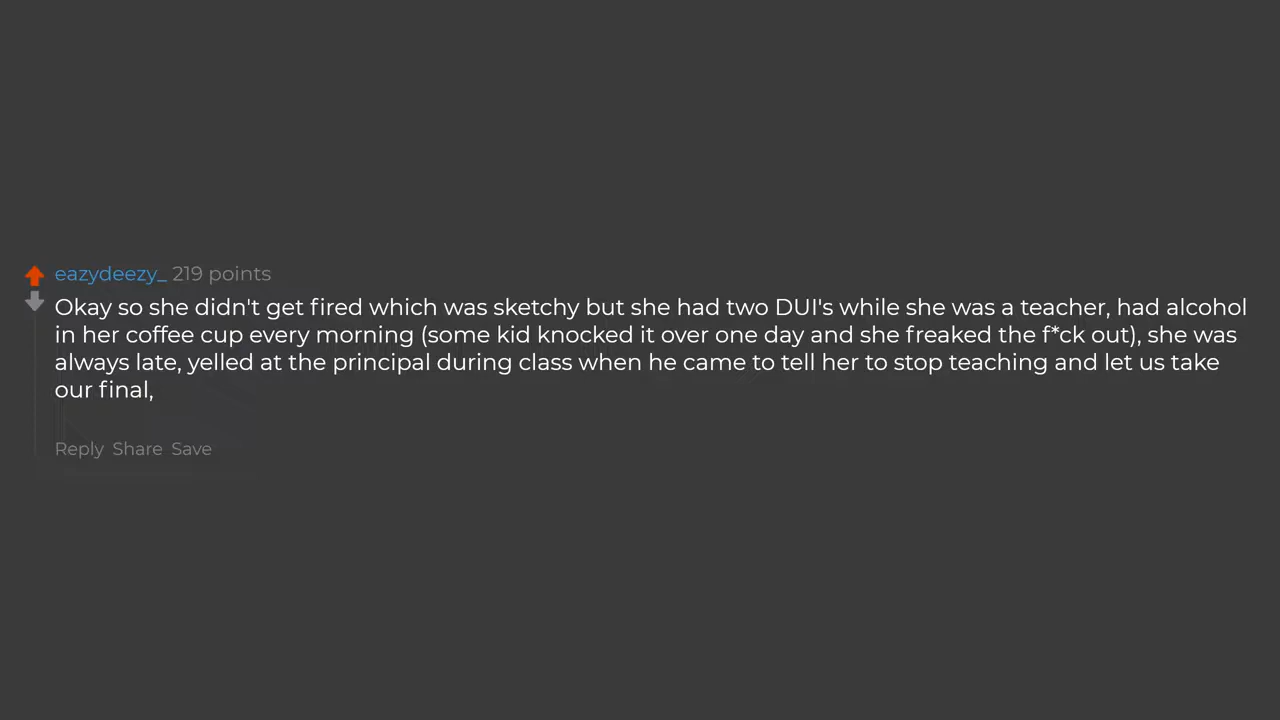 eazydeezy_ 219 points
Okay so she didn't get fired which was sketchy but she had two DUI's while she was a teacher, had alcohol
in her coffee cup every morning (some kid knocked it over one day and she freaked the f*ck out), she was
always late, yelled at the principal during class when he came to tell her to stop teaching and let us take
our final,
Reply Share Save